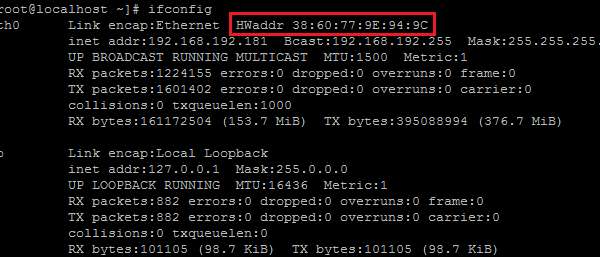 root@localhost ~]# ifconfig
th0 Link encap:Ethernet HWaddr 38:60:77:9E:94:9C
inet addr:192.168.192.181 Bcast:192.168.192.255 Mask:255.255.255.
UP BROADCAST RUNNING MULTICAST MTU:1500 Metric:1
RX packets:1224155 errors:0 dropped:0 overruns:0 frame:0
TX packets:1601402 errors:0 dropped:0 overruns:0 carrier:0
collisions:0 txqueuelen:1000
RX bytes:161172504 (153.7 MiB) TX bytes:395088994 (376.7 MiB)
o Link encap:Local Loopback
inet addr:127.0.0.1 Mask:255.0.0.0
UP LOOPBACK RUNNING MTU:16436 Metric:1
RX packets:882 errors:0 dropped:0 overruns:0 frame:0
TX packets:882 errors:0 dropped:0 overruns:0 carrier:0
collisions:0 txqueuelen:0
RX bytes:101105 (98.7 KiB) TX bytes:101105 (98.7 KiB)